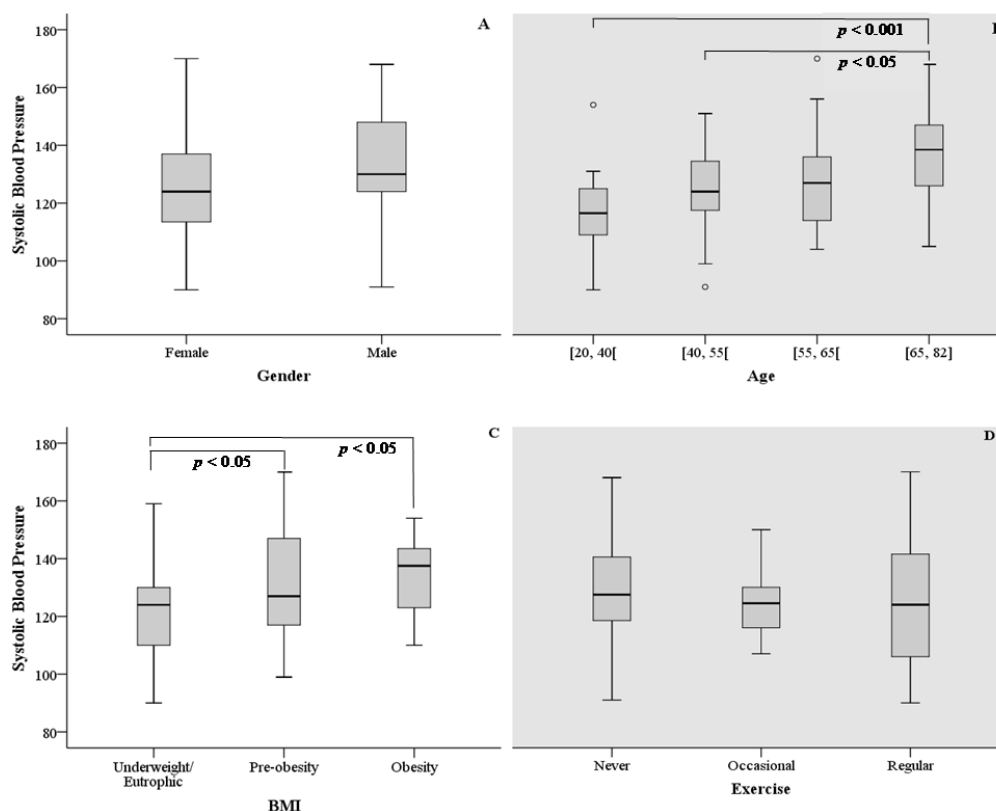 A
180
160
140
120
100
80
Systolic Blood Pressure
Female
Male
Gender
p < 0.001
p < 0.05
[20, 40[
[40, 55[
[55, 65[
[65, 82]
Age
C
180
160
140
120
100
80
Systolic Blood Pressure
p < 0.05
p < 0.05
Underweight/
Eutrophic
Pre-obesity
Obesity
BMI
D
Never
Occasional
Regular
Exercise